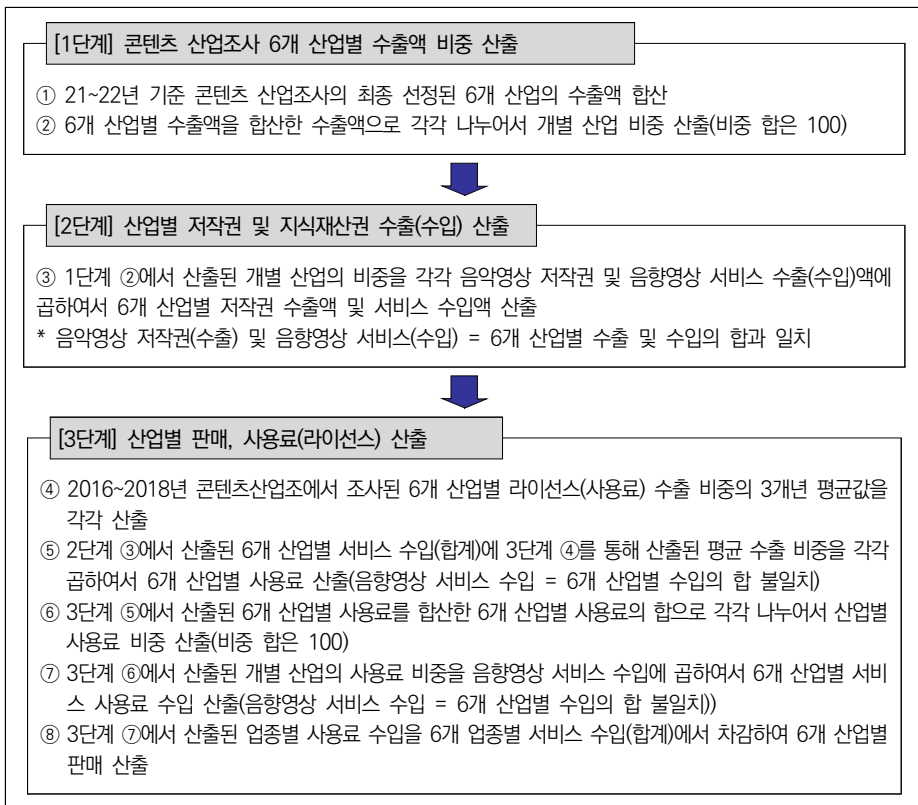 [1단계] 콘텐츠 산업조사 6개 산업별 수출액 비중 산출
① 21~22년 기준 콘텐츠 산업조사의 최종 선정된 6개 산업의 수출액 합산
② 6개 산업별 수출액을 합산한 수출액으로 각각 나누어서 개별 산업 비중 산출(비중 합은 100)
[2단계] 산업별 저작권 및 지식재산권 수출(수입) 산출
③ 1단계 ②에서 산출된 개별 산업의 비중을 각각 음악영상 저작권 및 음향영상 서비스 수출(수입)액에
곱하여서 6개 산업별 저작권 수출액 및 서비스 수입액 산출
* 음악영상 저작권(수출) 및 음향영상 서비스(수입) = 6개 산업별 수출 및 수입의 합과 일치
[3단계] 산업별 판매, 사용료(라이선스) 산출
④ 2016~2018년 콘텐츠산업조에서 조사된 6개 산업별 라이선스(사용료) 수출 비중의 3개년 평균값을
각각 산출
⑤ 2단계 ③에서 산출된 6개 산업별 서비스 수입(합계)에 3단계 ④를 통해 산출된 평균 수출 비중을 각각
곱하여서 6개 산업별 사용료 산출(음향영상 서비스 수입 = 6개 산업별 수입의 합 불일치)
⑥ 3단계 ⑤에서 산출된 6개 산업별 사용료를 합산한 6개 산업별 사용료의 합으로 각각 나누어서 산업별
사용료 비중 산출(비중 합은 100)
⑦ 3단계 ⑥에서 산출된 개별 산업의 사용료 비중을 음향영상 서비스 수입에 곱하여서 6개 산업별 서비
스 사용료 수입 산출(음향영상 서비스 수입 = 6개 산업별 수입의 합 불일치))
⑧ 3단계 ⑦에서 산출된 업종별 사용료 수입을 6개 업종별 서비스 수입(합계)에서 차감하여 6개 산업별
판매 산출